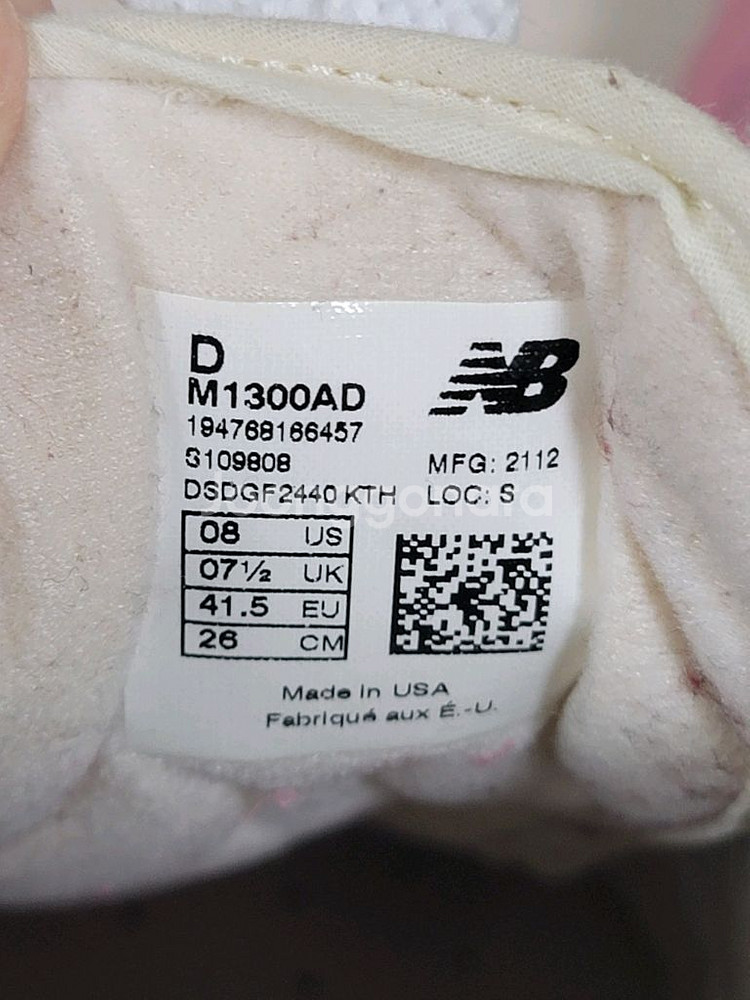 D
M1300AD
194768166457
S109808
DSDGF2440 KTH
MFG: 2112
LOC: S
NB
08 US
07½ UK
41.5 EU
26 CM
Made in USA
Fabriqué aux É.-U.